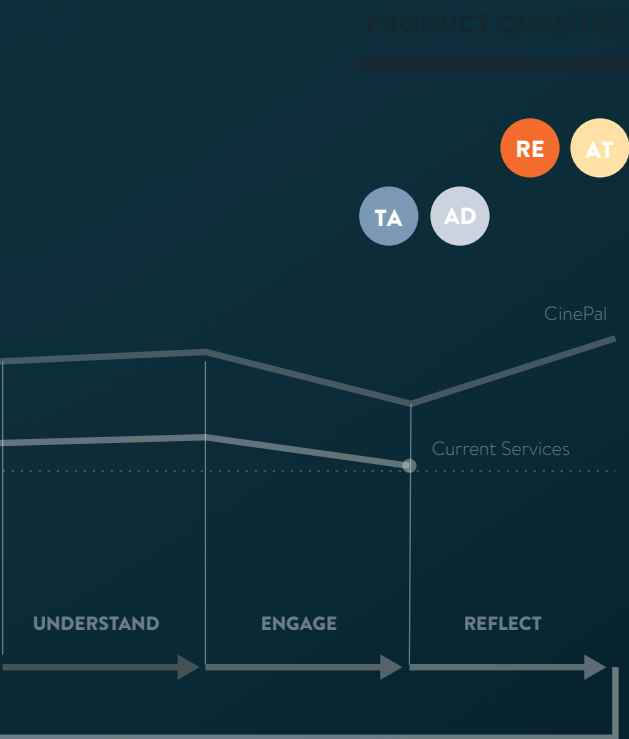 PRODUCT QUALITIES
RE AT
TA AD
CinePal
Current Services
UNDERSTAND ENGAGE REFLECT